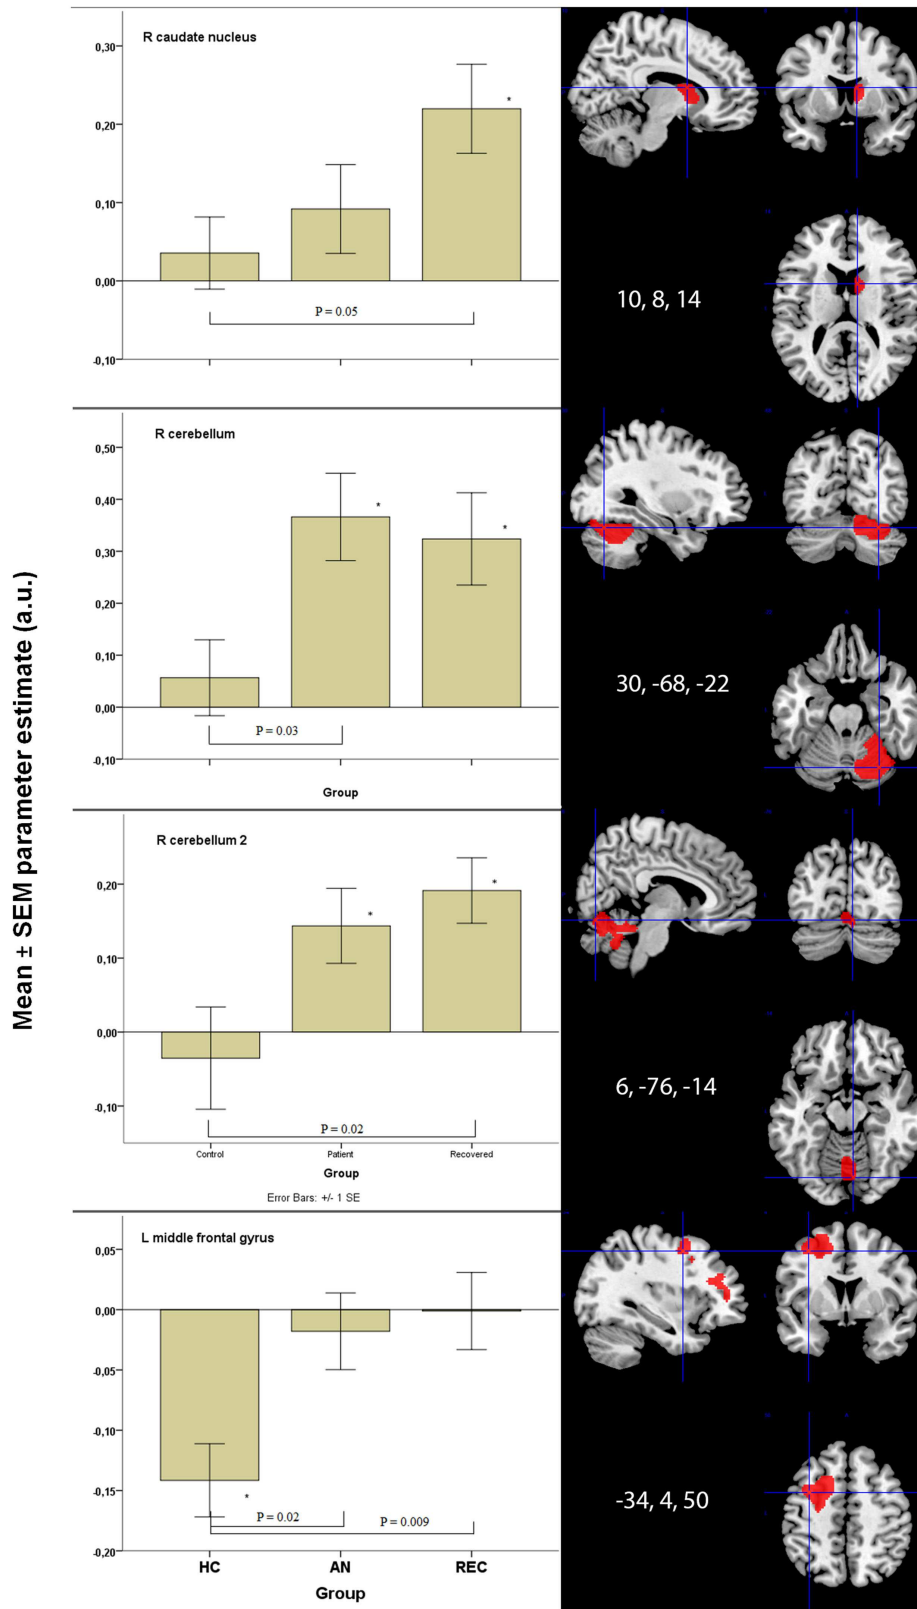 Mean ± SEM parameter estimate (a.u.)
R caudate nucleus
0,30
0,20
0,10
0,00
-0,10
P = 0.05
10, 8, 14
R cerebellum
0,50
0,40
0,30
0,20
0,10
0,00
-0,10
*
*
P = 0.03
Group
30, -68, -22
R cerebellum 2
0,20
0,10
0,00
-0,10
*
*
P = 0.02
Control Patient Recovered
Group
Error Bars: +/- 1 SE
6, -76, -14
L middle frontal gyrus
0,05
0,00
-0,05
-0,10
-0,15
-0,20
*
P = 0.02
P = 0.009
HC AN REC
Group
-34, 4, 50